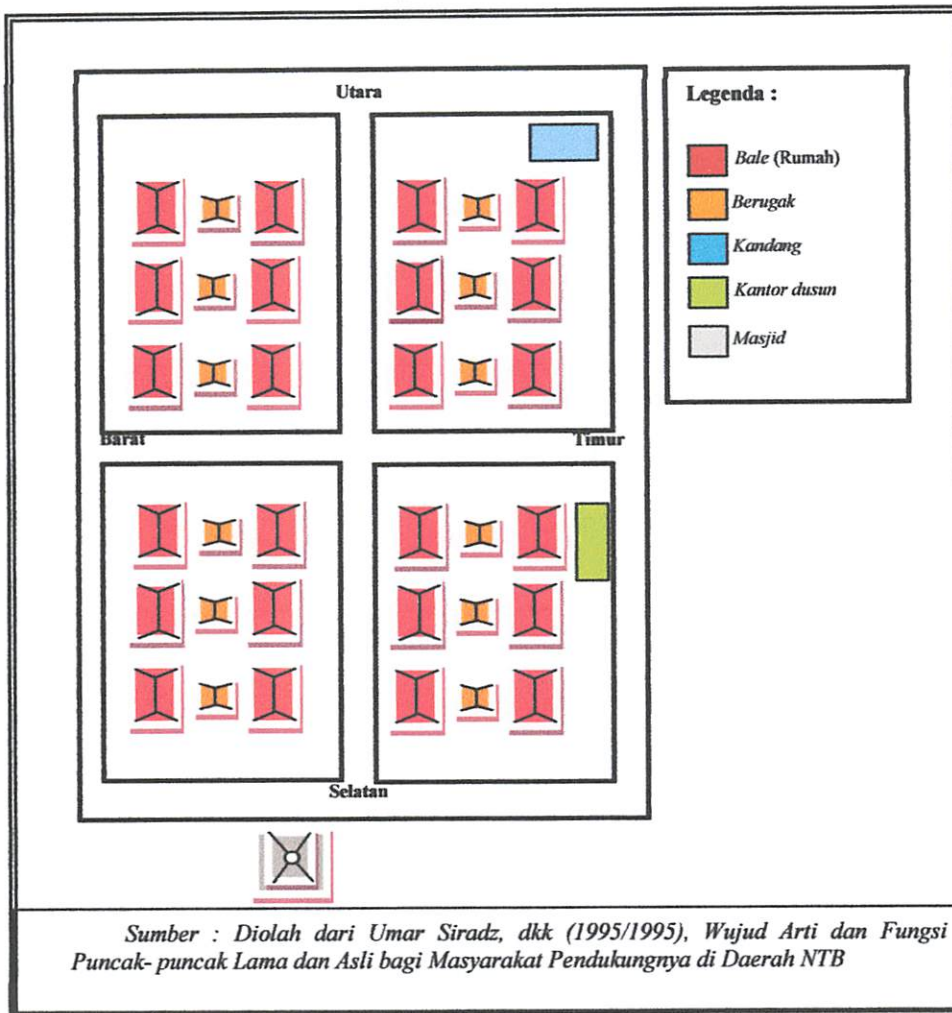 Utara
Legenda :
Bale (Rumah)
Berugak
Kandang
Kantor dusun
Masjid
Barat
Timur
Selatan
Sumber : Diolah dari Umar Siradz, dkk (1995/1995), Wujud Arti dan Fungsi
Puncak- puncak Lama dan Asli bagi Masyarakat Pendukungnya di Daerah NTB